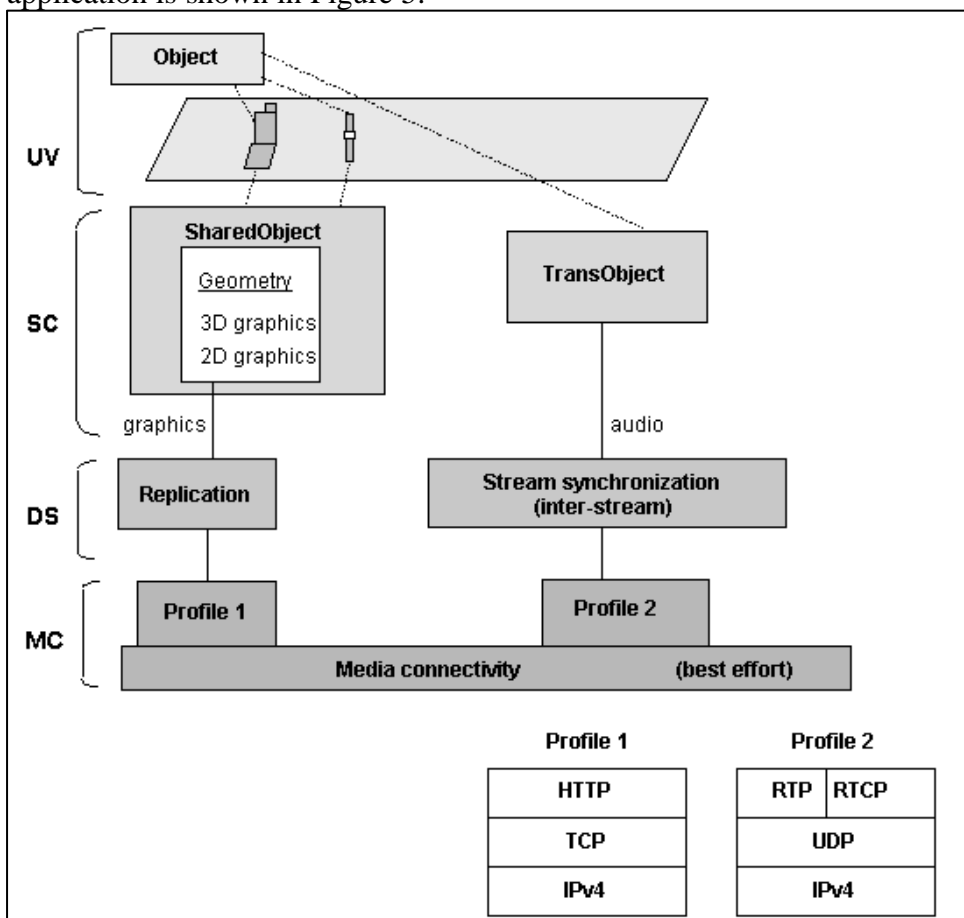 application is shown in Figure 5.
Object
UV
SharedObject
Geometry
3D graphics
2D graphics
TransObject
SC
graphics
audio
Replication
Stream synchronization
(inter-stream)
DS
Profile 1
Profile 2
MC
Media connectivity (best effort)
Profile 1
HTTP
TCP
IPv4
Profile 2
RTP RTCP
UDP
IPv4